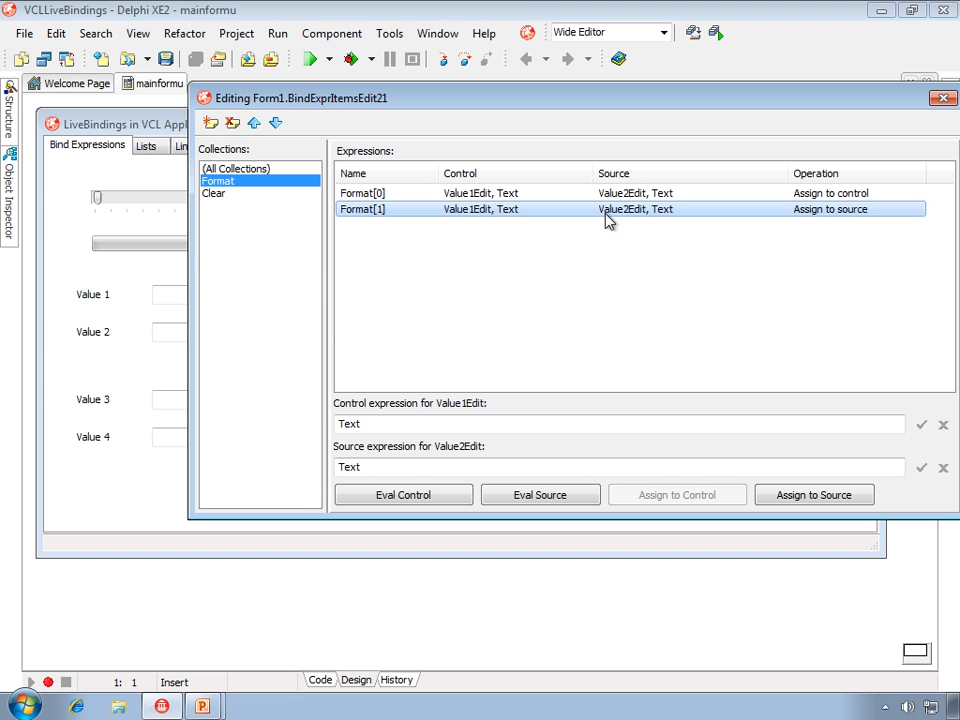 VCLLiveBindings - Delphi XE2 - mainformu
File Edit Search View Refactor Project Run Component Tools Window Help
Wide Editor
Welcome Page mainformu
Structure
Object Inspector
LiveBindings in VCL Appl
Bind Expressions Lists Lin
Value 1
Value 2
Value 3
Value 4
Editing Form1.BindExprItemsEdit21
Collections:
(All Collections)
Format
Clear
Expressions:
Name Control Source Operation
Format[0] Value1Edit, Text Value2Edit, Text Assign to control
Format[1] Value1Edit, Text Value2Edit, Text Assign to source
Control expression for Value1Edit:
Text
Source expression for Value2Edit:
Text
Eval Control Eval Source Assign to Control Assign to Source
1: 1 Insert Code Design History